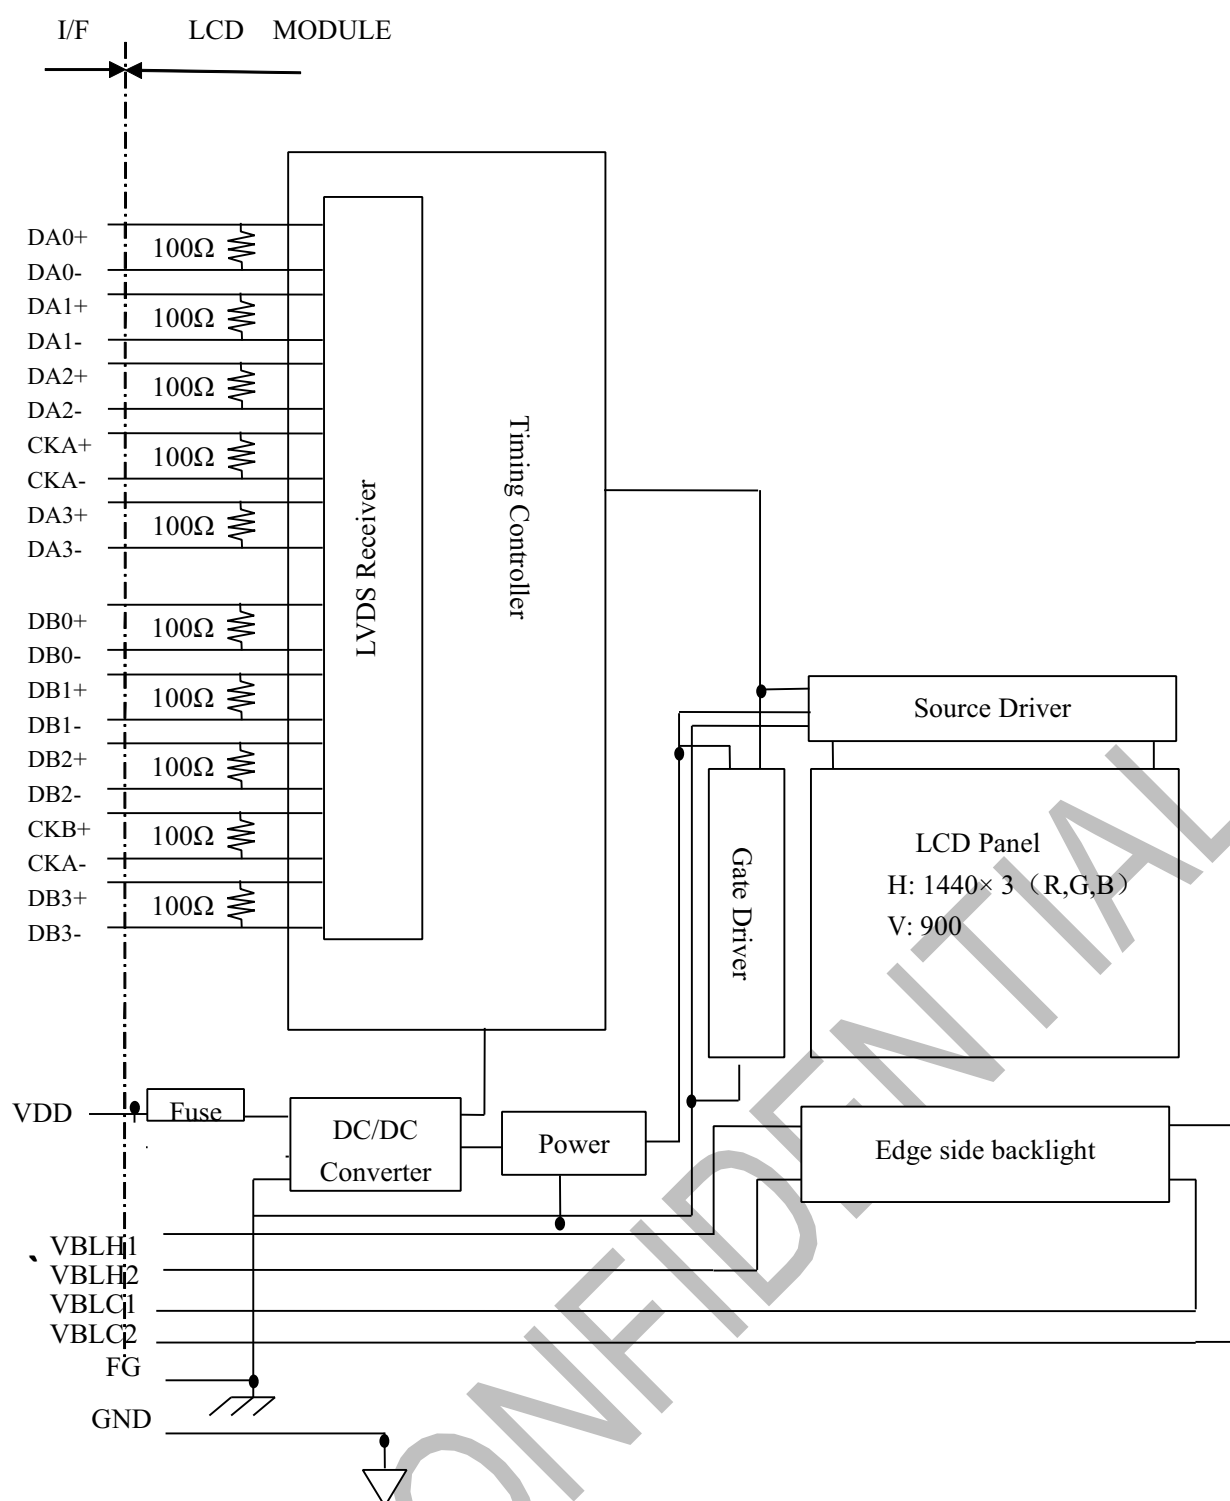 I/F
LCD MODULE
DA0+
100Ω
DA0-
DA1+
100Ω
DA1-
DA2+
100Ω
DA2-
CKA+
100Ω
CKA-
DA3+
100Ω
DA3-
DB0+
100Ω
DB0-
DB1+
100Ω
DB1-
DB2+
100Ω
DB2-
CKB+
100Ω
CKA-
DB3+
100Ω
DB3-
LVDS Receiver
Timing Controller
Source Driver
Gate Driver
LCD Panel
H: 1440× 3（R,G,B）
V: 900
VDD
Fuse
DC/DC
Converter
Power
Edge side backlight
、VBLH1
VBLH2
VBLC1
VBLC2
FG
GND
ONFIDENTIAL